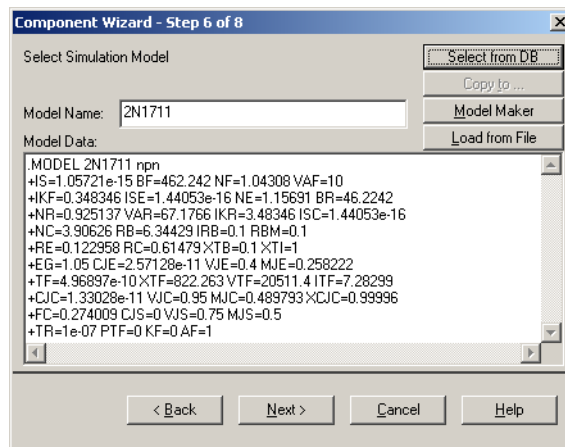 Component Wizard - Step 6 of 8
Select Simulation Model
Select from DB
Copy to ...
Model Name: 2N1711
Model Maker
Model Data:
Load from File
.MODEL 2N1711 npn
+IS=1.05721e-15 BF=462.242 NF=1.04308 VAF=10
+IKF=0.348346 ISE=1.44053e-16 NE=1.15691 BR=46.2242
+NR=0.925137 VAR=67.1766 IKR=3.48346 ISC=1.44053e-16
+NC=3.90626 RB=6.34429 IRB=0.1 RBM=0.1
+RE=0.122958 RC=0.61479 XTB=0.1 XTI=1
+EG=1.05 CJE=2.57128e-11 VJE=0.4 MJE=0.258222
+TF=4.96897e-10 XTF=822.263 VTF=20511.4 ITF=7.28299
+CJC=1.33028e-11 VJC=0.95 MJC=0.489793 XCJC=0.99996
+FC=0.274009 CJS=0 VJS=0.75 MJS=0.5
+TR=1e-07 PTF=0 KF=0 AF=1
< Back Next > Cancel Help